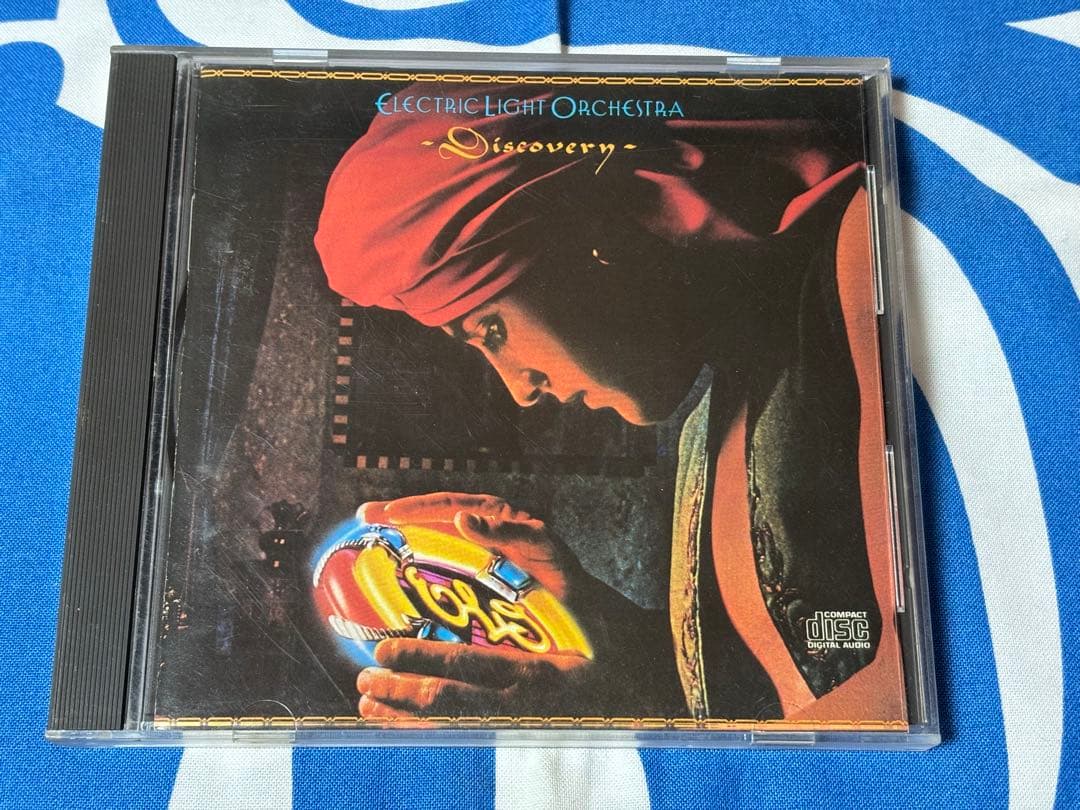 ELECTRIC LIGHT ORCHESTRA
- Discovery -
ELO
COMPACT
disc
DIGITAL AUDIO